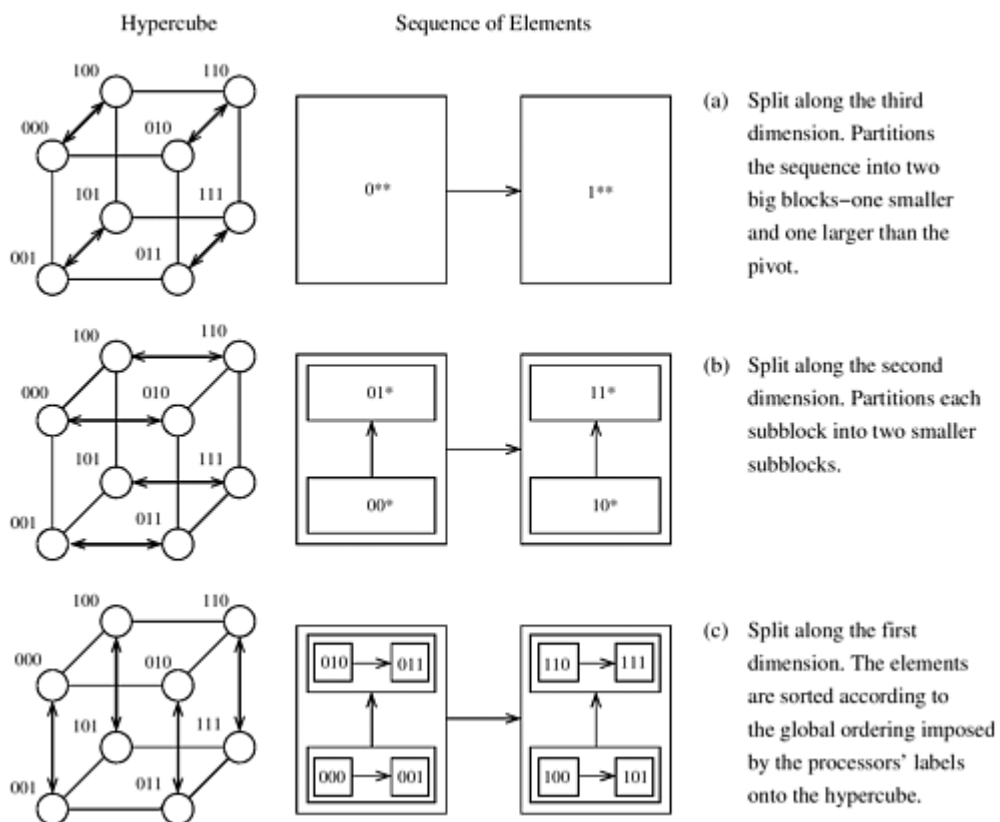 Hypercube
Sequence of Elements
100
110
000
010
101
111
001
011
0**
1**
(a) Split along the third
dimension. Partitions
the sequence into two
big blocks−one smaller
and one larger than the
pivot.
100
110
000
010
101
111
001
011
01*
11*
00*
10*
(b) Split along the second
dimension. Partitions each
subblock into two smaller
subblocks.
100
110
000
010
101
111
001
011
010
011
110
111
000
001
100
101
(c) Split along the first
dimension. The elements
are sorted according to
the global ordering imposed
by the processors' labels
onto the hypercube.